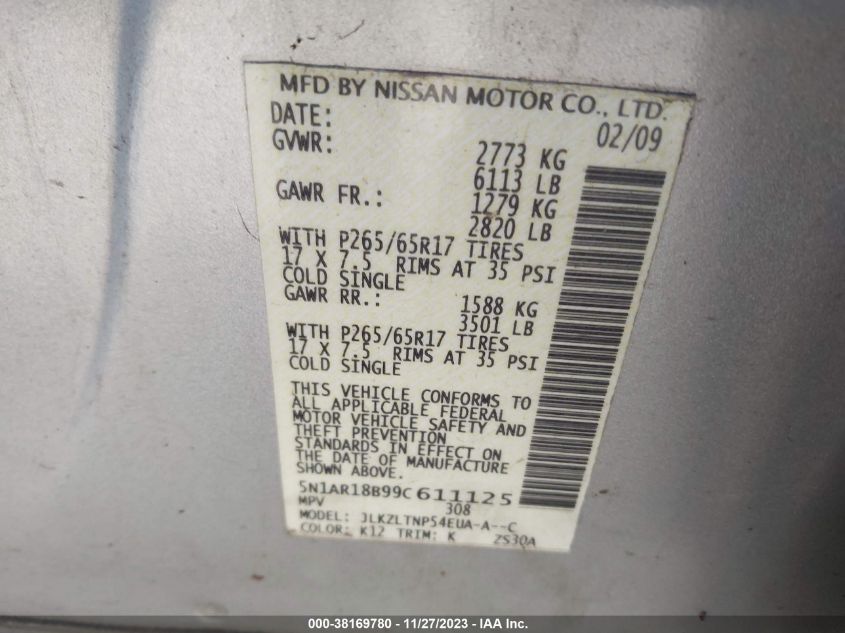 MFD BY NISSAN MOTOR CO., LTD.
DATE: 02/09
GVWR: 2773 KG
6113 LB
GAWR FR.: 1279 KG
2820 LB
WITH P265/65R17 TIRES
17 X 7.5 RIMS AT 35 PSI
COLD SINGLE
GAWR RR.: 1588 KG
3501 LB
WITH P265/65R17 TIRES
17 X 7.5 RIMS AT 35 PSI
COLD SINGLE
THIS VEHICLE CONFORMS TO
ALL APPLICABLE FEDERAL
MOTOR VEHICLE SAFETY AND
THEFT PREVENTION
STANDARDS IN EFFECT ON
THE DATE OF MANUFACTURE
SHOWN ABOVE.
5N1AR18B99C611125
MPV 308
MODEL: JLKZLTNP54EUA-A--C
COLOR: K12 TRIM: K ZS30A
000-38169780 - 11/27/2023 - IAA Inc.